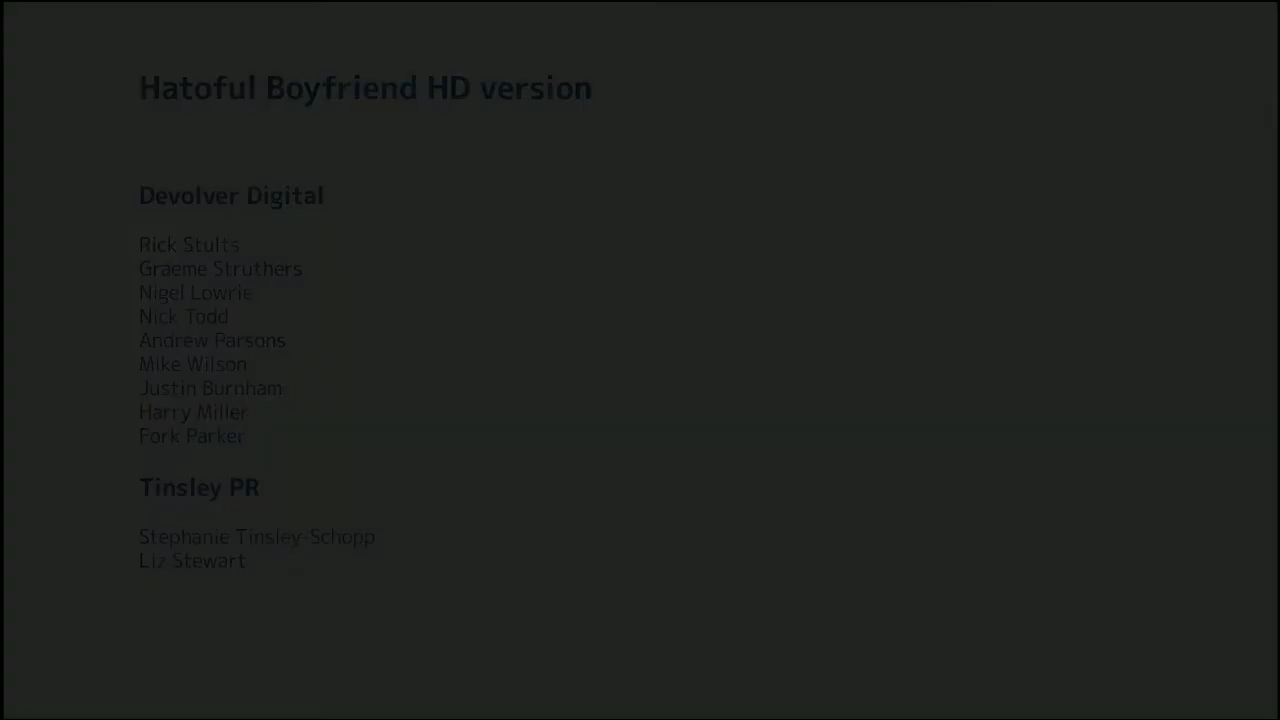 Hatoful Boyfriend HD version
Devolver Digital
Rick Stults
Graeme Struthers
Nigel Lowrie
Nick Todd
Andrew Parsons
Mike Wilson
Justin Burnham
Harry Miller
Fork Parker
Tinsley PR
Stephanie Tinsley-Schopp
Liz Stewart